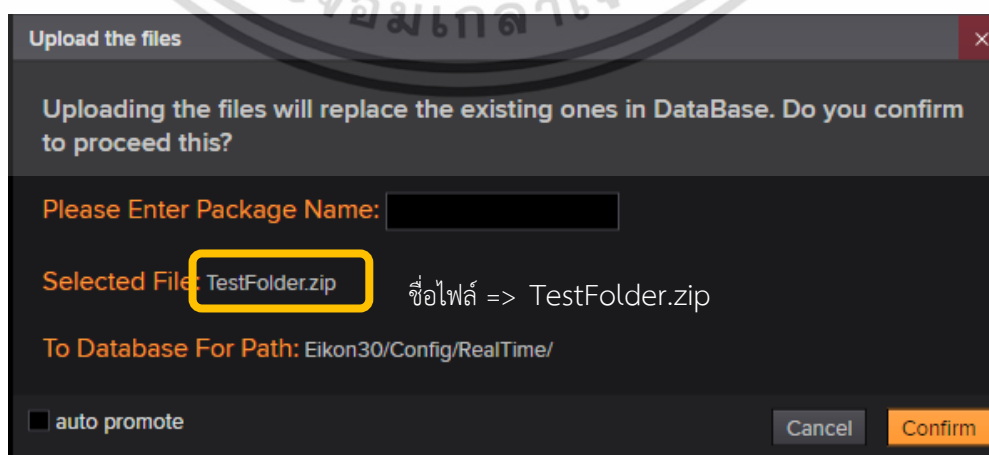 Upload the files
Uploading the files will replace the existing ones in DataBase. Do you confirm
to proceed this?
Please Enter Package Name:
Selected File: TestFolder.zip
ชื่อไฟล์ => TestFolder.zip
To Database For Path: Eikon30/Config/RealTime/
auto promote
Cancel
Confirm